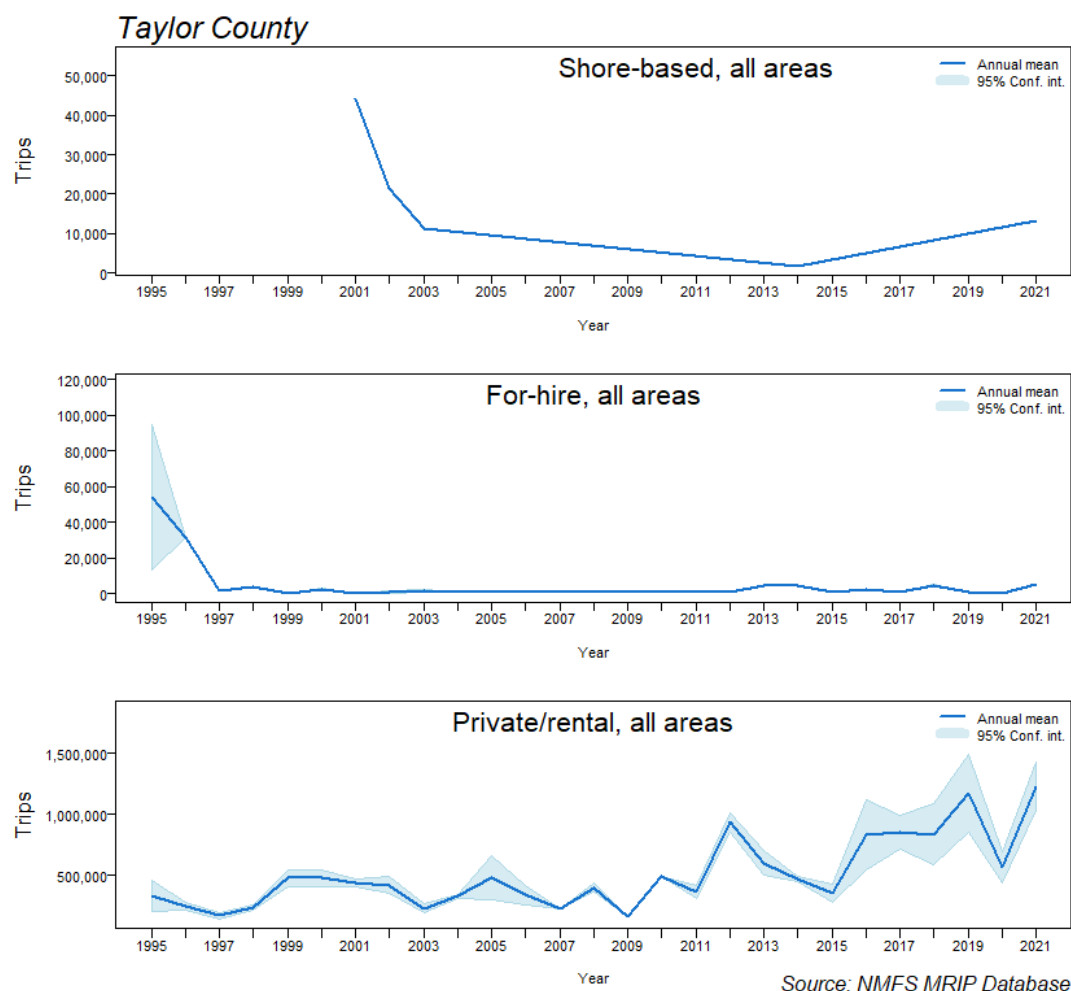 Taylor County
Shore-based, all areas
Annual mean
95% Conf. int.
Trips
50,000
40,000
30,000
20,000
10,000
0
1995 1997 1999 2001 2003 2005 2007 2009 2011 2013 2015 2017 2019 2021
Year
For-hire, all areas
Annual mean
95% Conf. int.
Trips
120,000
100,000
80,000
60,000
40,000
20,000
0
1995 1997 1999 2001 2003 2005 2007 2009 2011 2013 2015 2017 2019 2021
Year
Private/rental, all areas
Annual mean
95% Conf. int.
Trips
1,500,000
1,000,000
500,000
1995 1997 1999 2001 2003 2005 2007 2009 2011 2013 2015 2017 2019 2021
Year
Source: NMFS MRIP Database